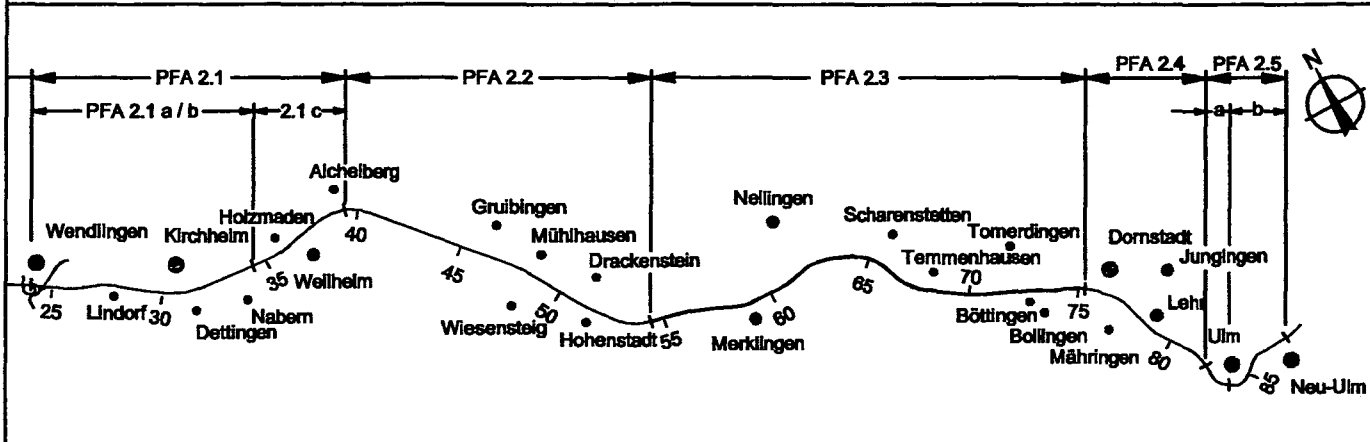 PFA 2.1
PFA 2.2
PFA 2.3
PFA 2.4
PFA 2.5
N
PFA 2.1 a / b
2.1 c
a
b
Aichelberg
Wendlingen
Kirchheim
Holzmaden
Weilheim
Gruibingen
Mühlhausen
Drackenstein
Nellingen
Scharenstetten
Temmenhausen
Tomerdingen
Dornstadt
Jungingen
Lehr
Ulm
25
30
35
40
45
50
55
60
65
70
75
80
85
Lindorf
Dettingen
Nabern
Wiesensteig
Hohenstadt
Merklingen
Böttingen
Bollingen
Mähringen
Neu-Ulm